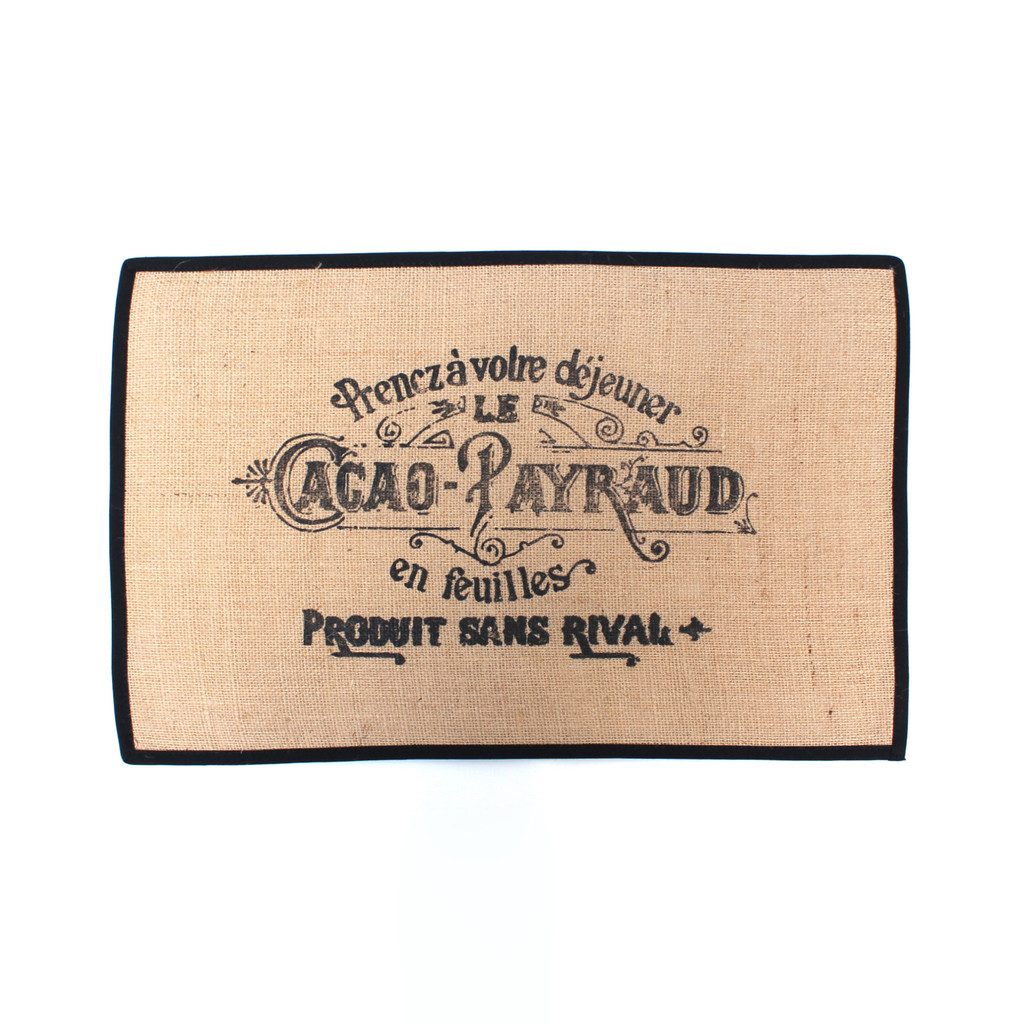 Prenez à votre déjeuner
LE
CACAO-PAYRAUD
en feuilles
PRODUIT SANS RIVAL